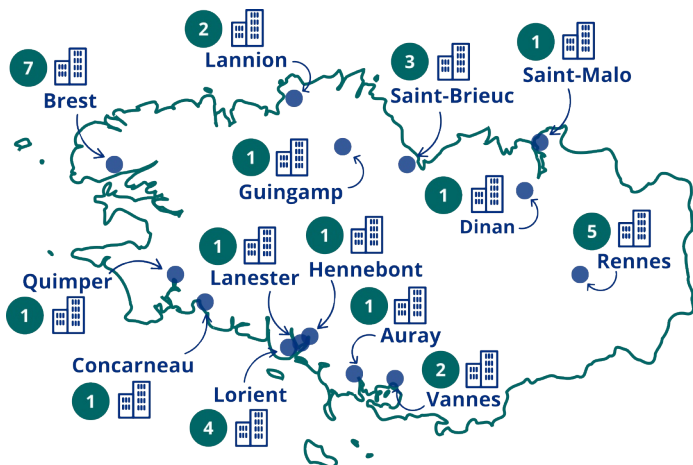 2
Lannion
1
Saint-Malo
3
Saint-Brieuc
7
Brest
1
Guingamp
1
Dinan
5
Rennes
1
Lanester
1
Hennebont
Quimper
1
1
Auray
Concarneau
1
Lorient
4
2
Vannes